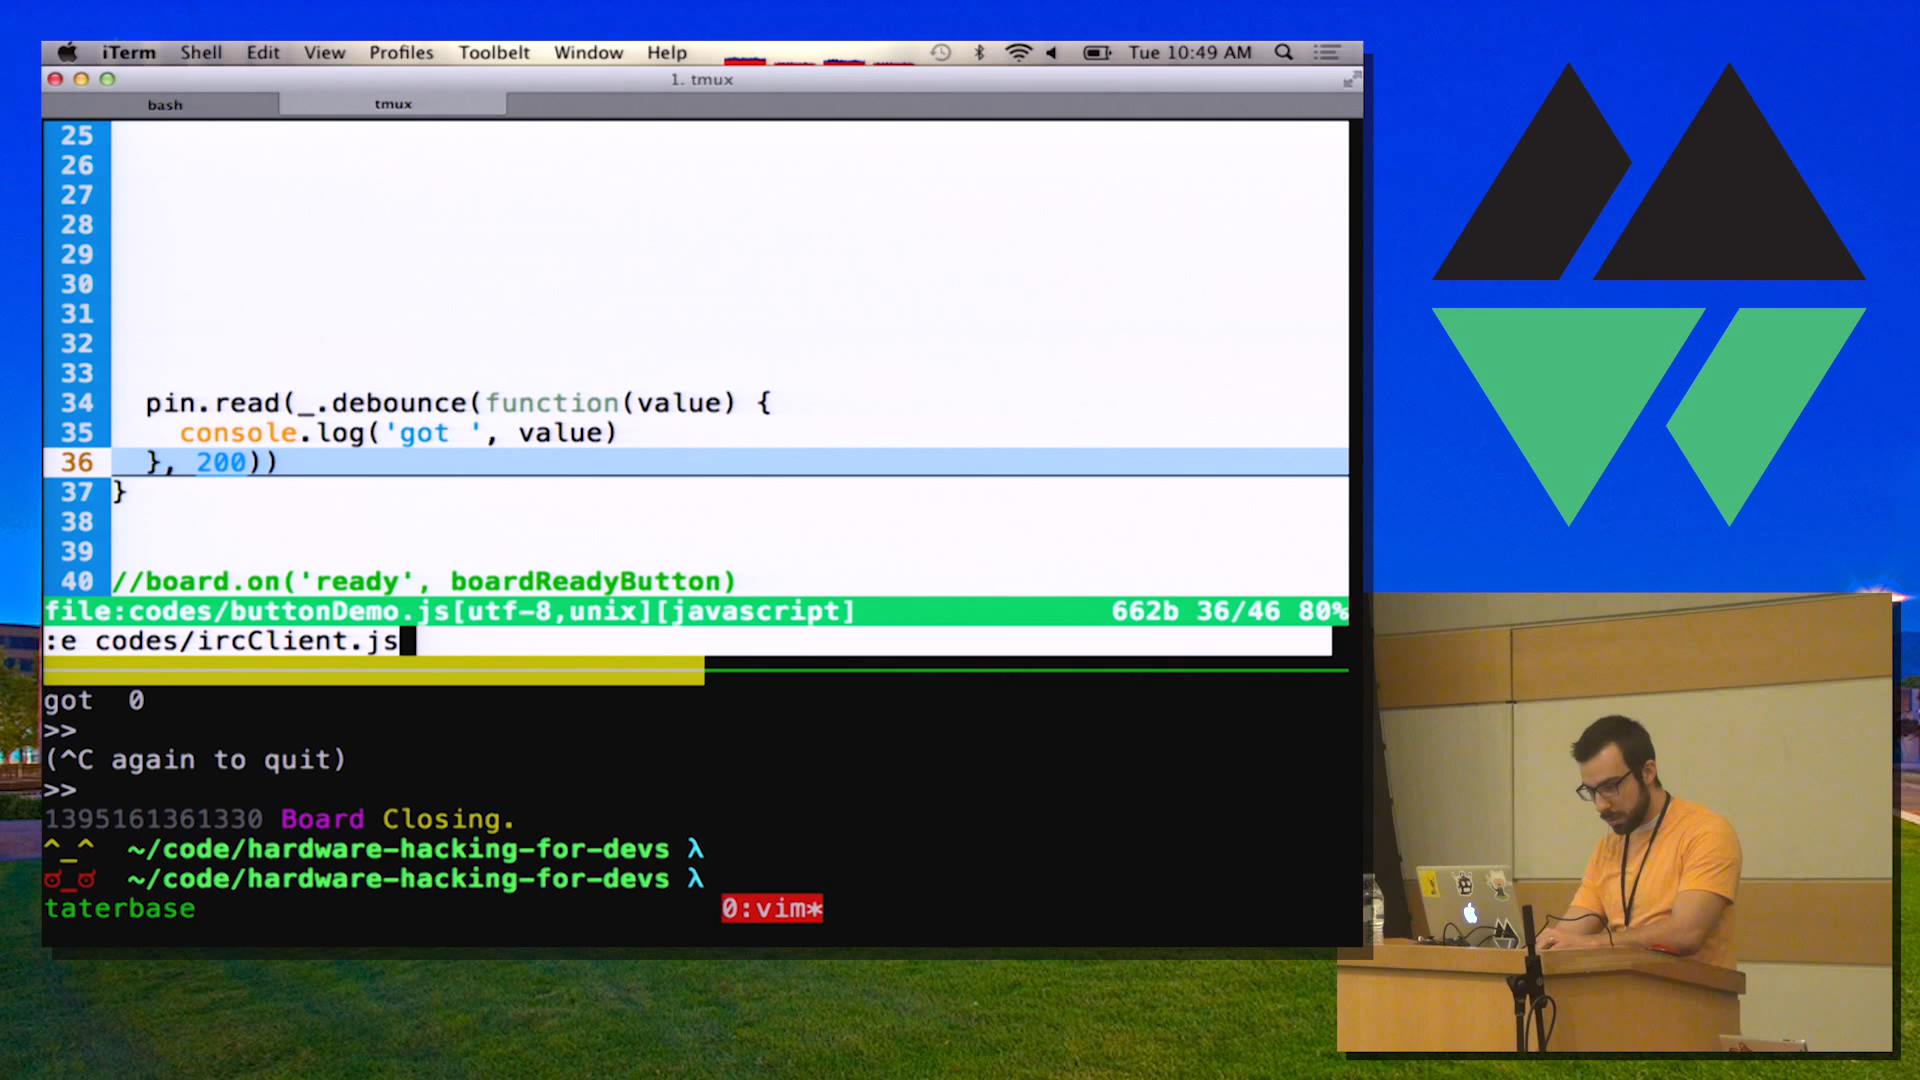 iTerm Shell Edit View Profiles Toolbelt Window Help Tue 10:49 AM
1. tmux
bash tmux
25
26
27
28
29
30
31
32
33
34 pin.read(_.debounce(function(value) {
35 console.log('got ', value)
36 }, 200))
37 }
38
39
40 //board.on('ready', boardReadyButton)
file:codes/buttonDemo.js[utf-8,unix][javascript] 662b 36/46 80%
:e codes/ircClient.js
got 0
>>
(^C again to quit)
>>
1395161361330 Board Closing.
^_^ ~/code/hardware-hacking-for-devs λ
ಠ_ಠ ~/code/hardware-hacking-for-devs λ
taterbase 0:vim*